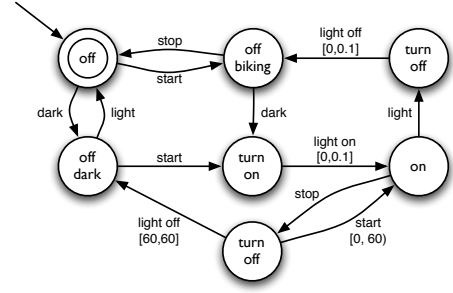 stop
light off
[0,0.1]
off
off
biking
turn
off
start
dark
light
dark
light
off
dark
start
turn
on
light on
[0,0.1]
on
stop
light off
[60,60]
start
[0, 60)
turn
off